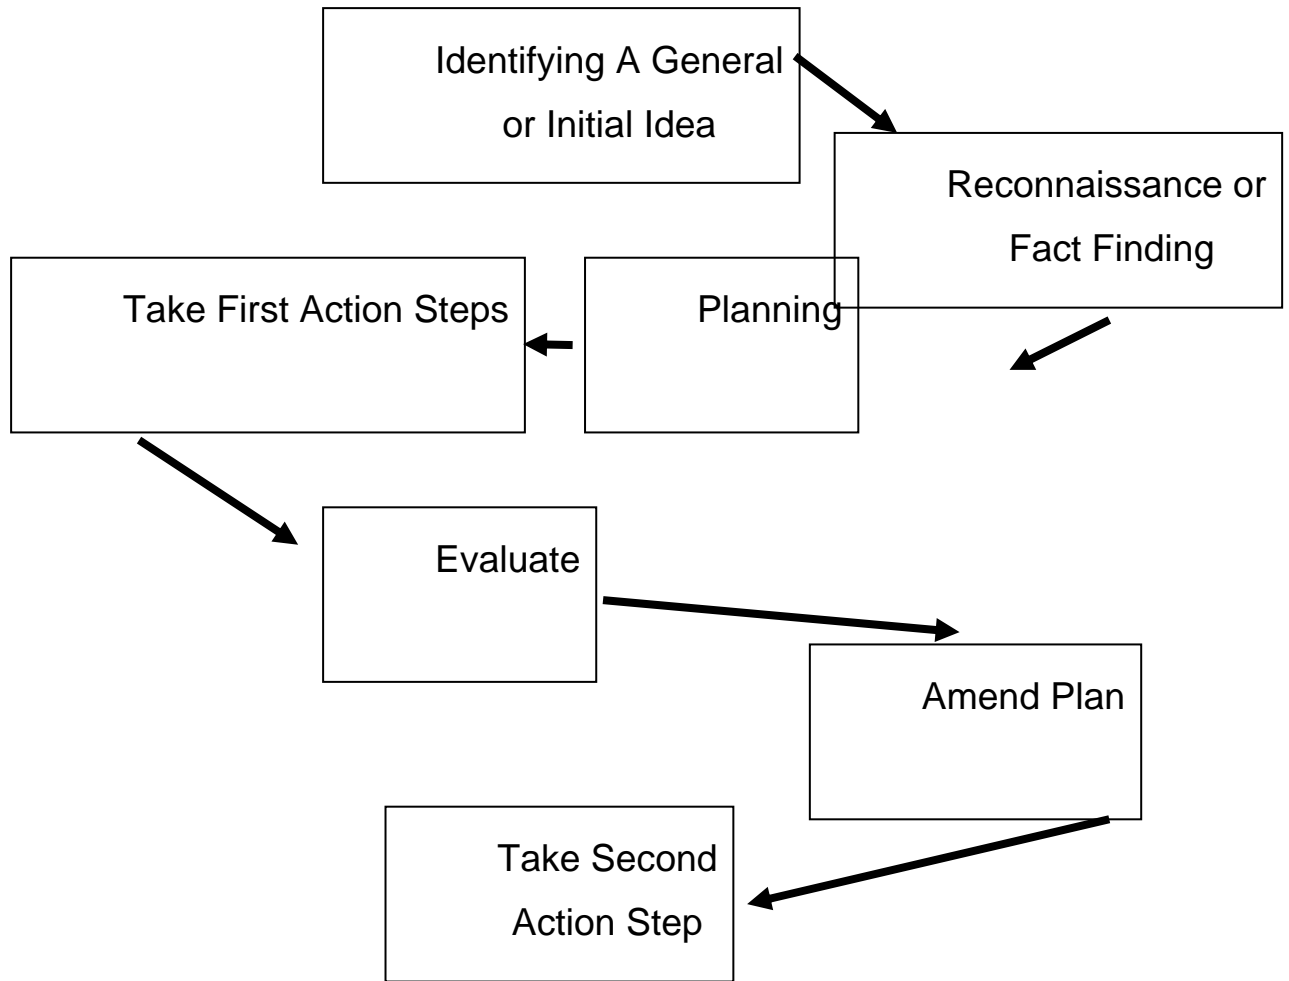 Identifying A General
or Initial Idea
Reconnaissance or
Fact Finding
Planning
Take First Action Steps
Evaluate
Amend Plan
Take Second
Action Step